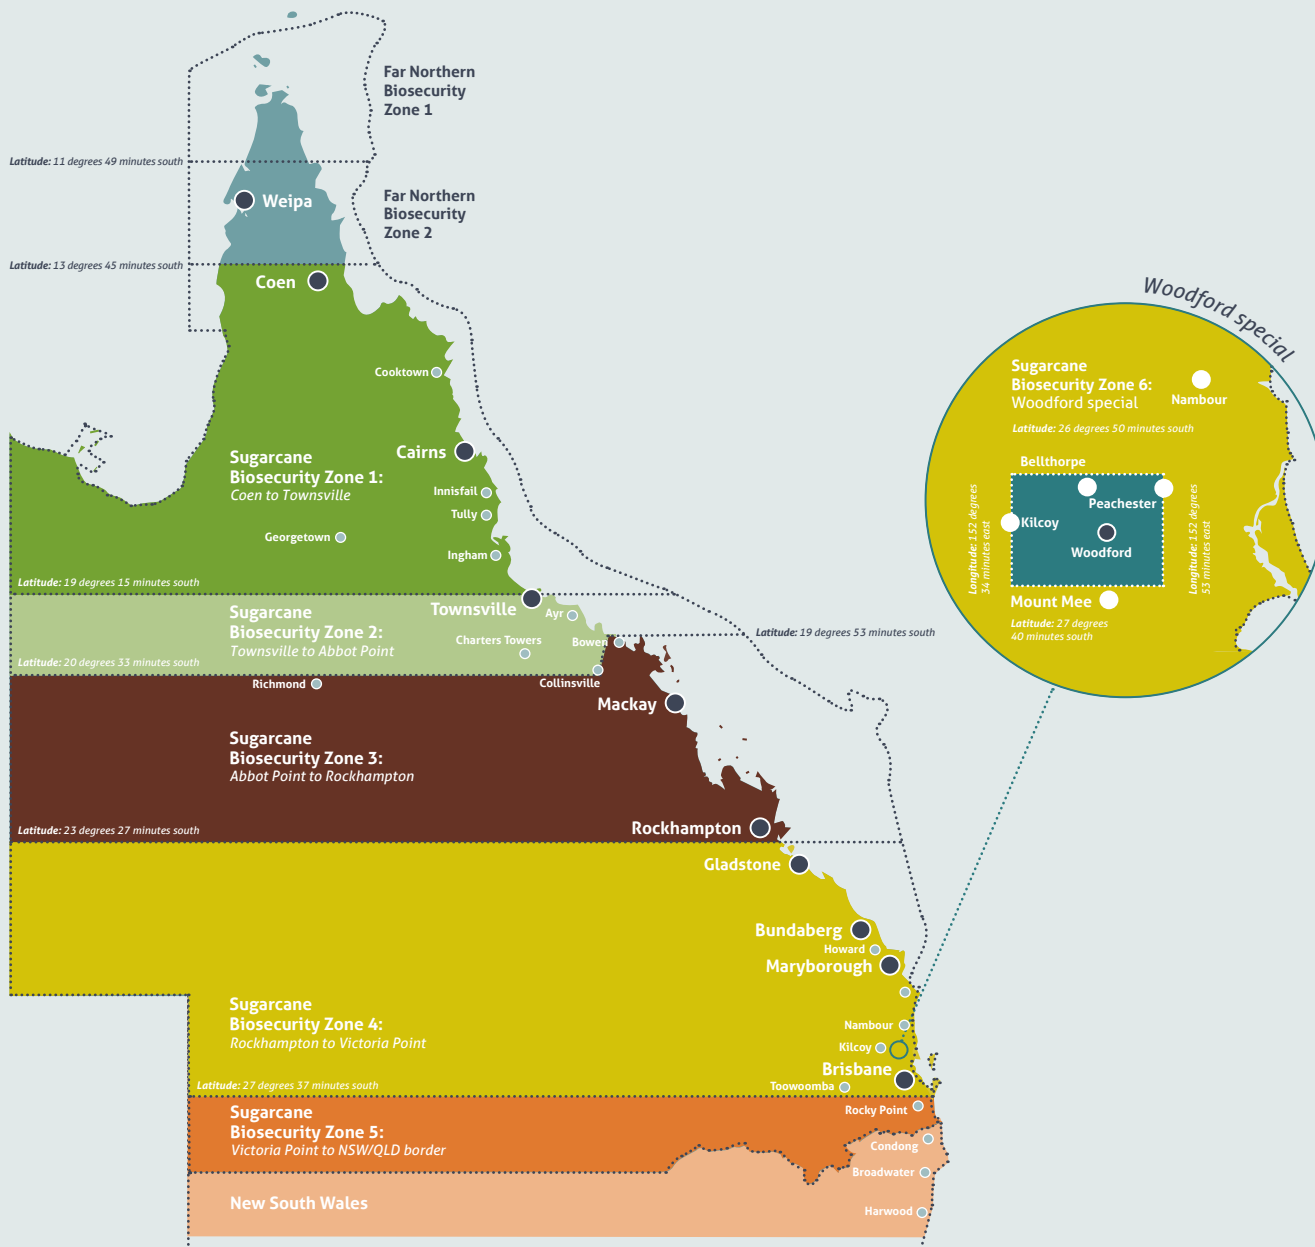 Far Northern
Biosecurity
Zone 1
Latitude: 11 degrees 49 minutes south
Far Northern
Biosecurity
Zone 2
Weipa
Latitude: 13 degrees 45 minutes south
Coen
Cooktown
Cairns
Sugarcane
Biosecurity Zone 1:
Coen to Townsville
Innisfail
Tully
Georgetown
Ingham
Latitude: 19 degrees 15 minutes south
Townsville
Sugarcane
Biosecurity Zone 2:
Townsville to Abbot Point
Ayr
Charters Towers
Bowen
Latitude: 19 degrees 53 minutes south
Latitude: 20 degrees 33 minutes south
Richmond
Collinsville
Mackay
Sugarcane
Biosecurity Zone 3:
Abbot Point to Rockhampton
Latitude: 23 degrees 27 minutes south
Rockhampton
Gladstone
Bundaberg
Howard
Maryborough
Sugarcane
Biosecurity Zone 4:
Rockhampton to Victoria Point
Nambour
Kilcoy
Brisbane
Latitude: 27 degrees 37 minutes south
Toowoomba
Sugarcane
Biosecurity Zone 5:
Victoria Point to NSW/QLD border
Rocky Point
Condong
Broadwater
New South Wales
Harwood
Woodford special
Sugarcane
Biosecurity Zone 6:
Woodford special
Nambour
Latitude: 26 degrees 50 minutes south
Bellthorpe
Peachester
Kilcoy
Woodford
Longitude: 152 degrees
34 minutes east
Longitude: 152 degrees
53 minutes east
Mount Mee
Latitude: 27 degrees
40 minutes south